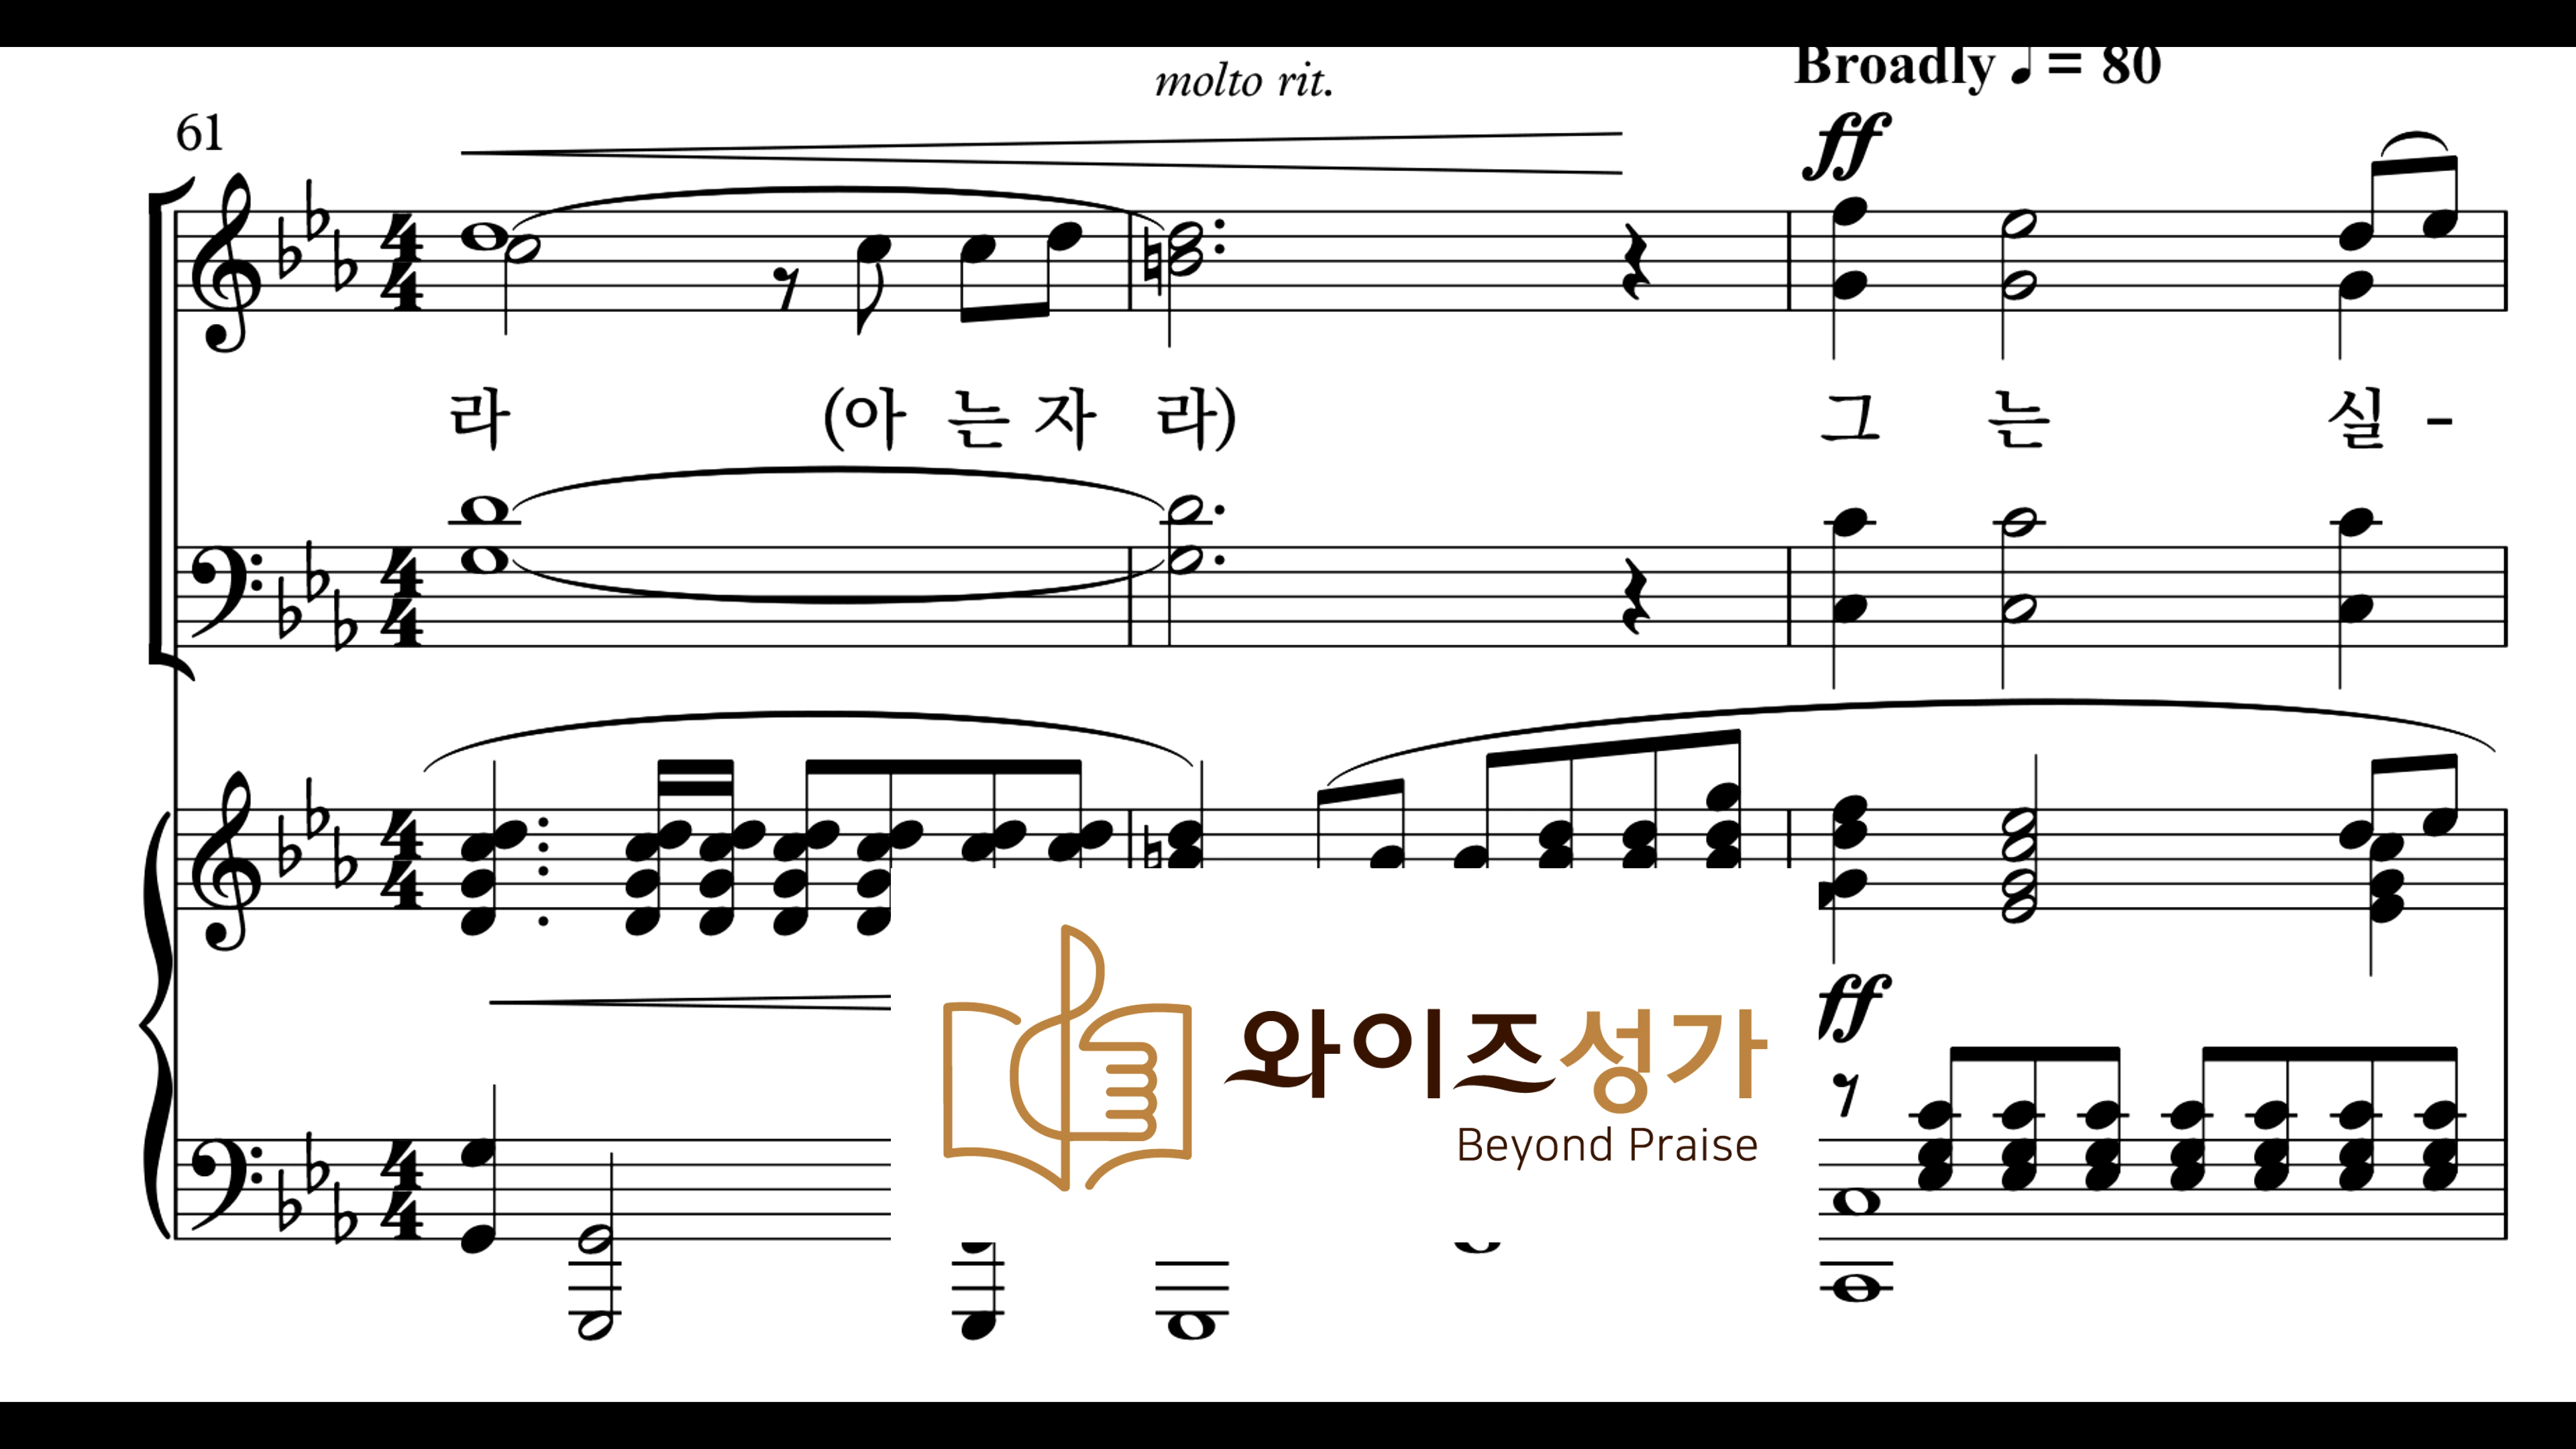 molto rit.
Broadly ♩ = 80
61
ff
라 (아 는 자 라) 그 는 실 -
ff
와이즈성가
Beyond Praise